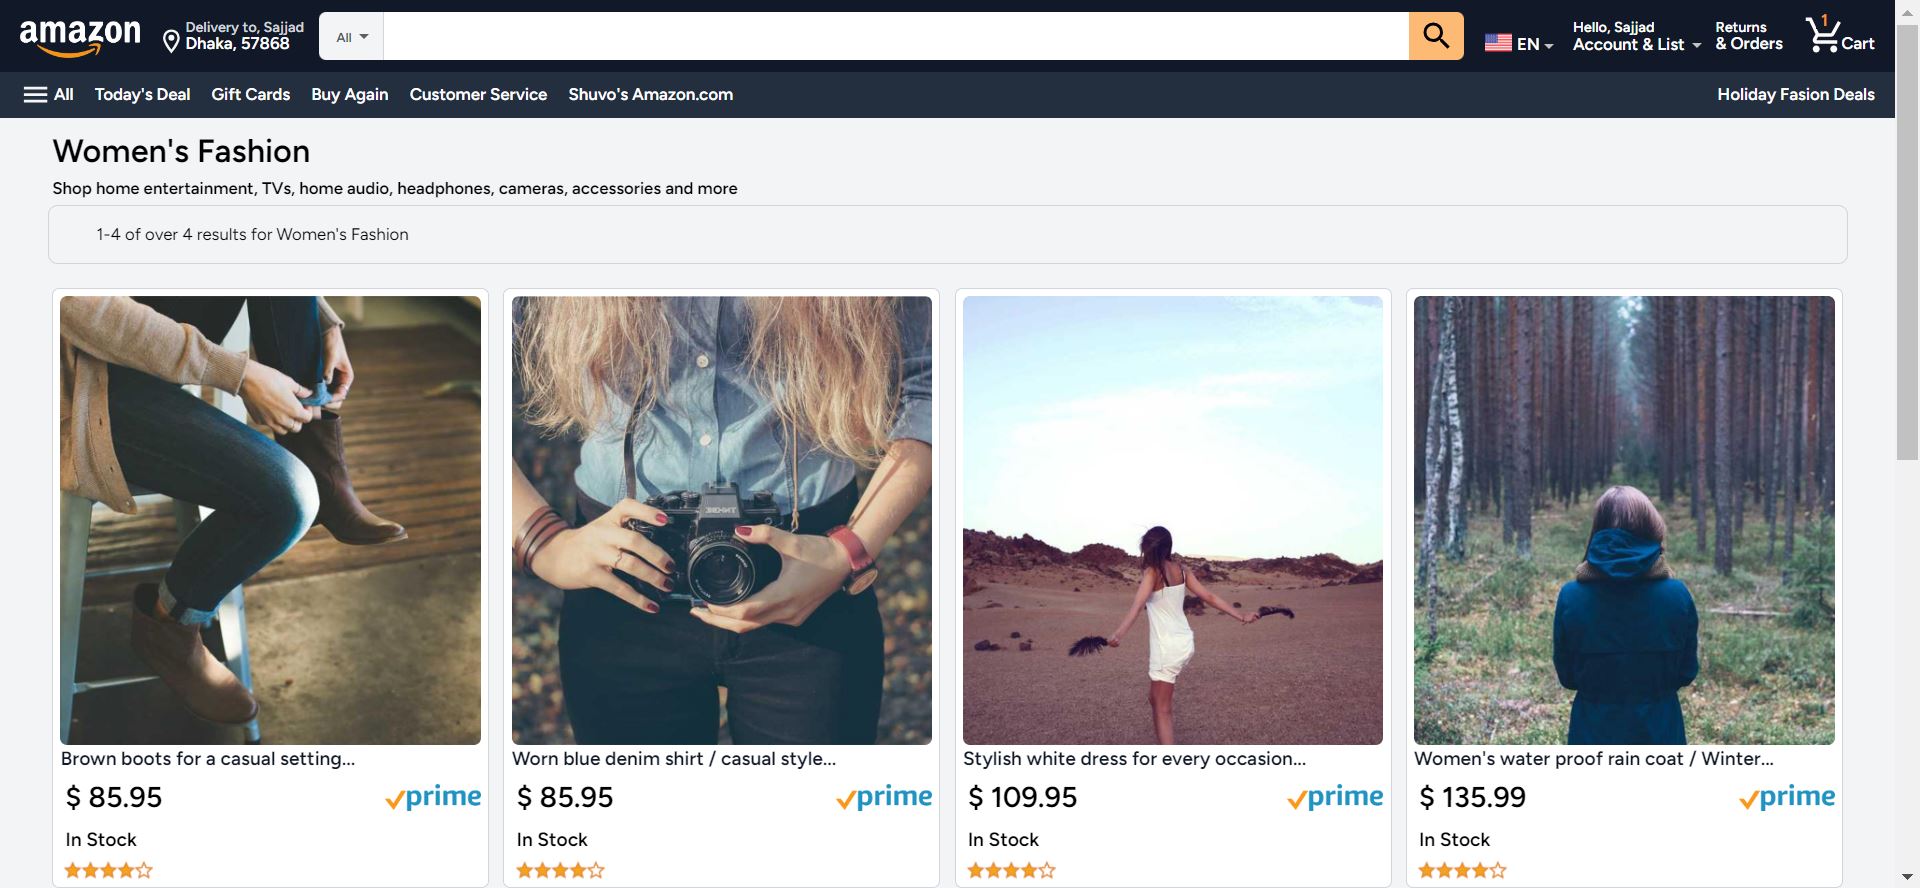 amazon
Delivery to, Sajjad
Dhaka, 57868
All
EN
Hello, Sajjad
Account & List
Returns
& Orders
1
Cart
All
Today's Deal
Gift Cards
Buy Again
Customer Service
Shuvo's Amazon.com
Holiday Fasion Deals
Women's Fashion
Shop home entertainment, TVs, home audio, headphones, cameras, accessories and more
1-4 of over 4 results for Women's Fashion
Brown boots for a casual setting...
$ 85.95
prime
In Stock
Worn blue denim shirt / casual style...
$ 85.95
prime
In Stock
Stylish white dress for every occasion...
$ 109.95
prime
In Stock
Women's water proof rain coat / Winter...
$ 135.99
prime
In Stock